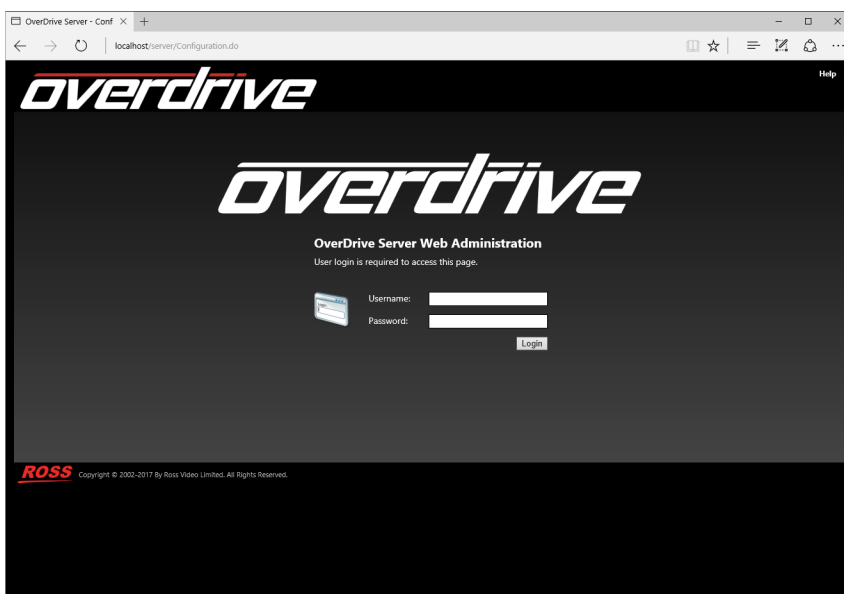 OverDrive Server - Conf
localhost/server/Configuration.do
overdrive
Help
overdrive
OverDrive Server Web Administration
User login is required to access this page.
Username:
Password:
Login
ROSS Copyright © 2002-2017 By Ross Video Limited. All Rights Reserved.